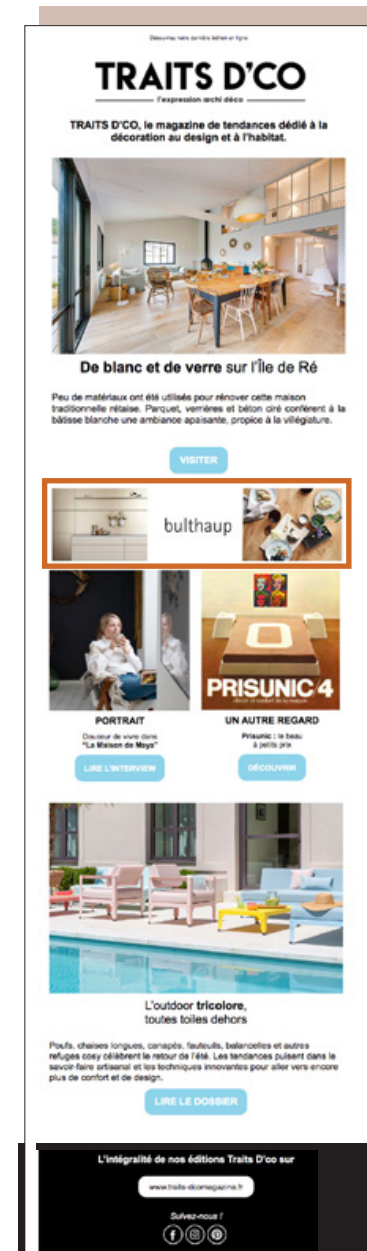 Découvrez notre dernière édition en ligne
TRAITS D'CO
l'expression archi déco
TRAITS D'CO, le magazine de tendances dédié à la
décoration au design et à l'habitat.
De blanc et de verre sur l'Île de Ré
Peu de matériaux ont été utilisés pour rénover cette maison
traditionnelle rétaise. Parquet, verrières et béton ciré confèrent à la
bâtisse blanche une ambiance apaisante, propice à la villégiature.
VISITER
bulthaup
PRISUNIC 4
PORTRAIT
Douceur de vivre dans
"La Maison de Maya"
LIRE L'INTERVIEW
UN AUTRE REGARD
Prisunic : le beau
à petits prix
DÉCOUVRIR
L'outdoor tricolore,
toutes toiles dehors
Poufs, chaises longues, canapés, fauteuils, balancelles et autres
refuges cosy célèbrent le retour de l'été. Les tendances puisent dans le
savoir-faire artisanal et les techniques innovantes pour aller vers encore
plus de confort et de design.
LIRE LE DOSSIER
L'intégralité de nos éditions Traits D'co sur
www.traits-dcomagazine.fr
Suivez-nous !